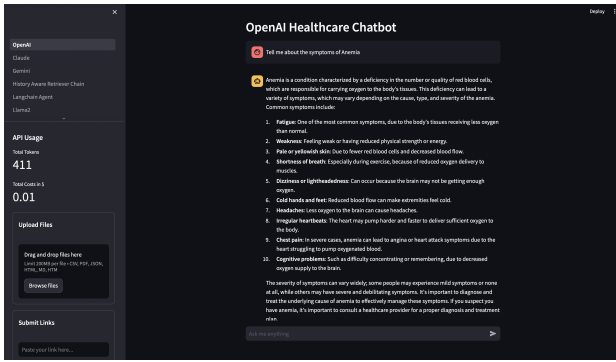 Deploy
OpenAI
Claude
Gemini
History Aware Retriever Chain
Langchain Agent
Llama2
API Usage
Total Tokens
411
Total Costs in $
0.01
Upload Files
Drag and drop files here
Limit 200MB per file • CSV, PDF, JSON,
HTML, MD, HTM
Browse files
Submit Links
Paste your link here...
OpenAI Healthcare Chatbot
Tell me about the symptoms of Anemia
Anemia is a condition characterized by a deficiency in the number or quality of red blood cells,
which are responsible for carrying oxygen to the body's tissues. This deficiency can lead to a
variety of symptoms, which may vary depending on the cause, type, and severity of the anemia.
Common symptoms include:
1. Fatigue: One of the most common symptoms, due to the body's tissues receiving less oxygen
than normal.
2. Weakness: Feeling weak or having reduced physical strength or energy.
3. Pale or yellowish skin: Due to fewer red blood cells and decreased blood flow.
4. Shortness of breath: Especially during exercise, because of reduced oxygen delivery to
muscles.
5. Dizziness or lightheadedness: Can occur because the brain may not be getting enough
oxygen.
6. Cold hands and feet: Reduced blood flow can make extremities feel cold.
7. Headaches: Less oxygen to the brain can cause headaches.
8. Irregular heartbeats: The heart may pump harder and faster to deliver sufficient oxygen to
the body.
9. Chest pain: In severe cases, anemia can lead to angina or heart attack symptoms due to the
heart struggling to pump oxygenated blood.
10. Cognitive problems: Such as difficulty concentrating or remembering, due to decreased
oxygen supply to the brain.
The severity of symptoms can vary widely; some people may experience mild symptoms or none
at all, while others may have severe and debilitating symptoms. It's important to diagnose and
treat the underlying cause of anemia to effectively manage these symptoms. If you suspect you
have anemia, it's important to consult a healthcare provider for a proper diagnosis and treatment
plan.
Ask me anything